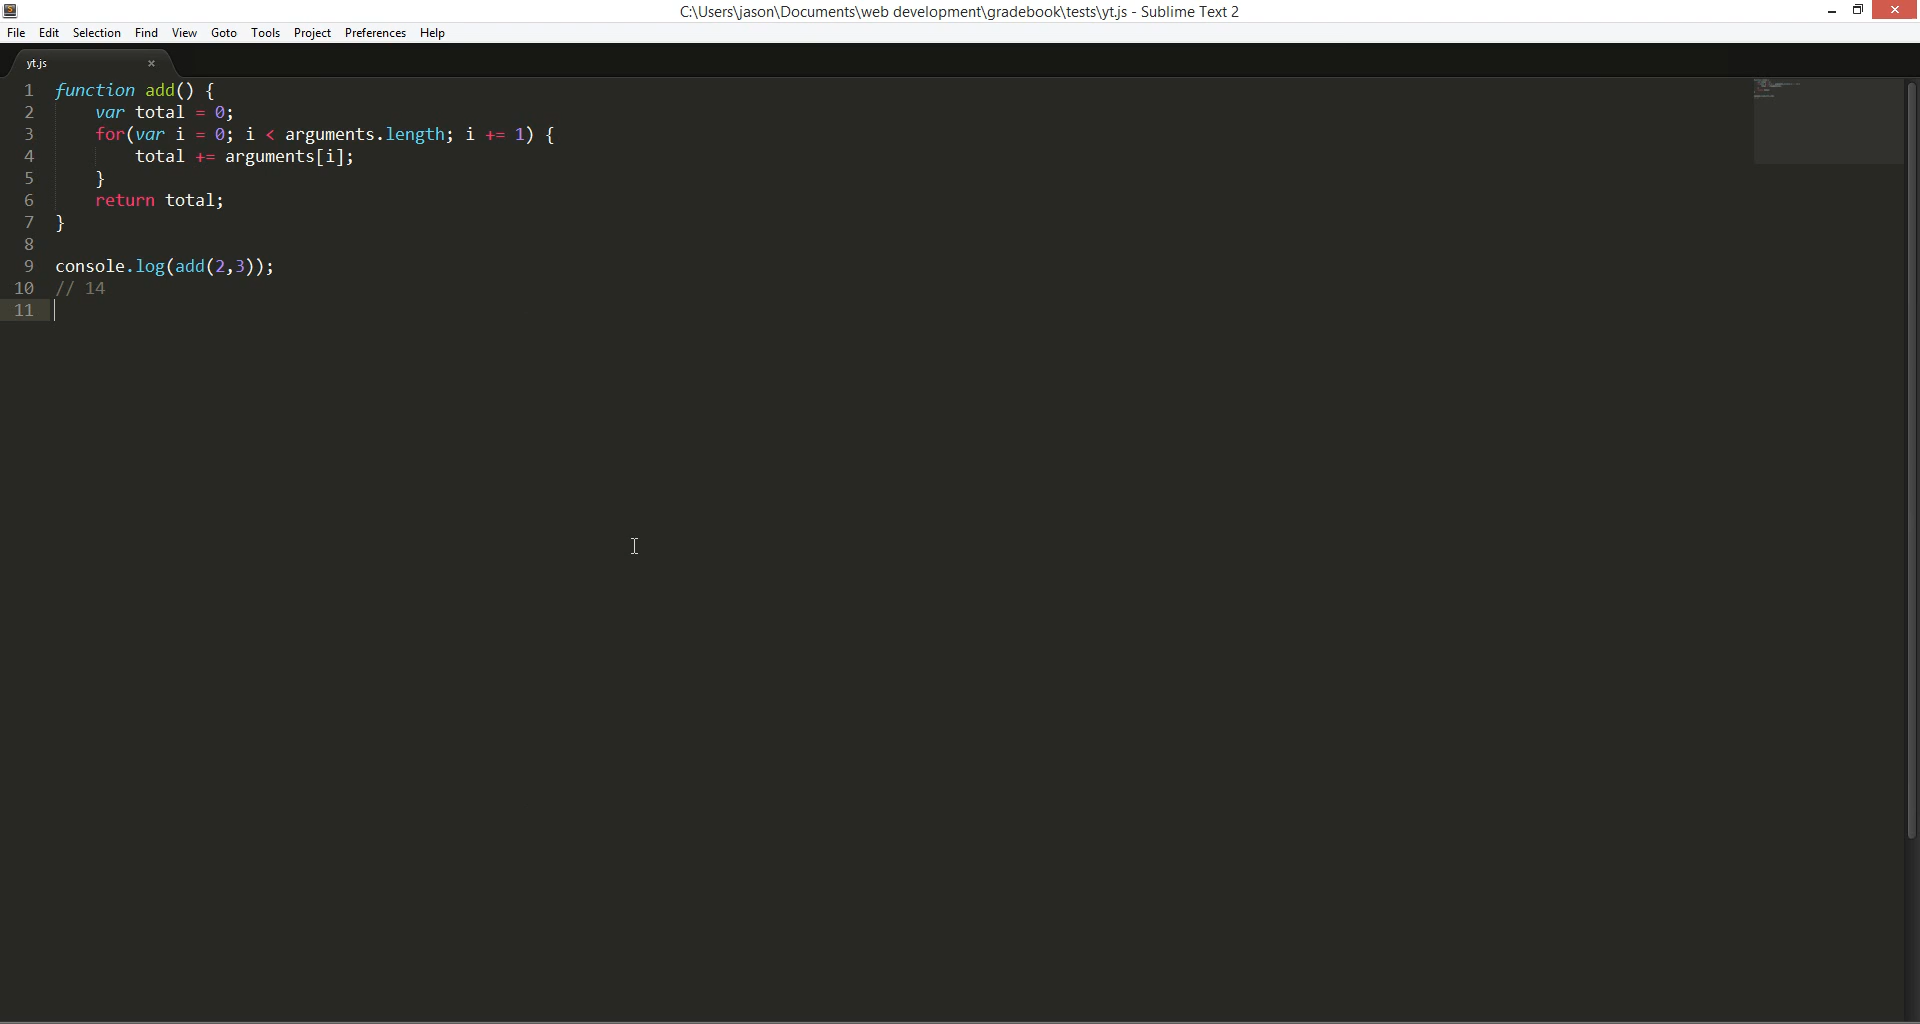 C:\Users\jason\Documents\web development\gradebook\tests\yt.js - Sublime Text 2
File Edit Selection Find View Goto Tools Project Preferences Help
yt.js ×
1 function add() {
2     var total = 0;
3     for(var i = 0; i < arguments.length; i += 1) {
4         total += arguments[i];
5     }
6     return total;
7 }
8
9 console.log(add(2,3));
10 // 14
11